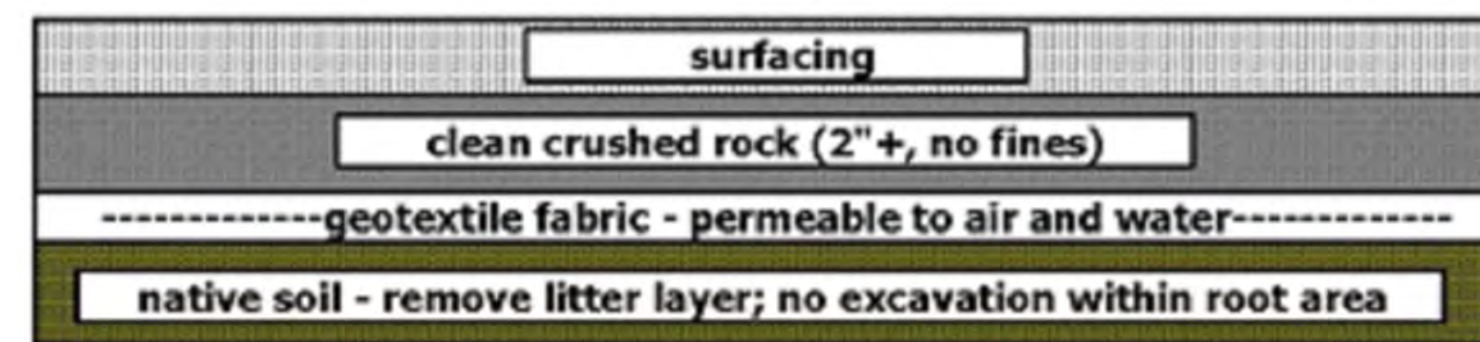 surfacing
clean crushed rock (2"+, no fines)
-------------geotextile fabric - permeable to air and water-------------
native soil - remove litter layer; no excavation within root area